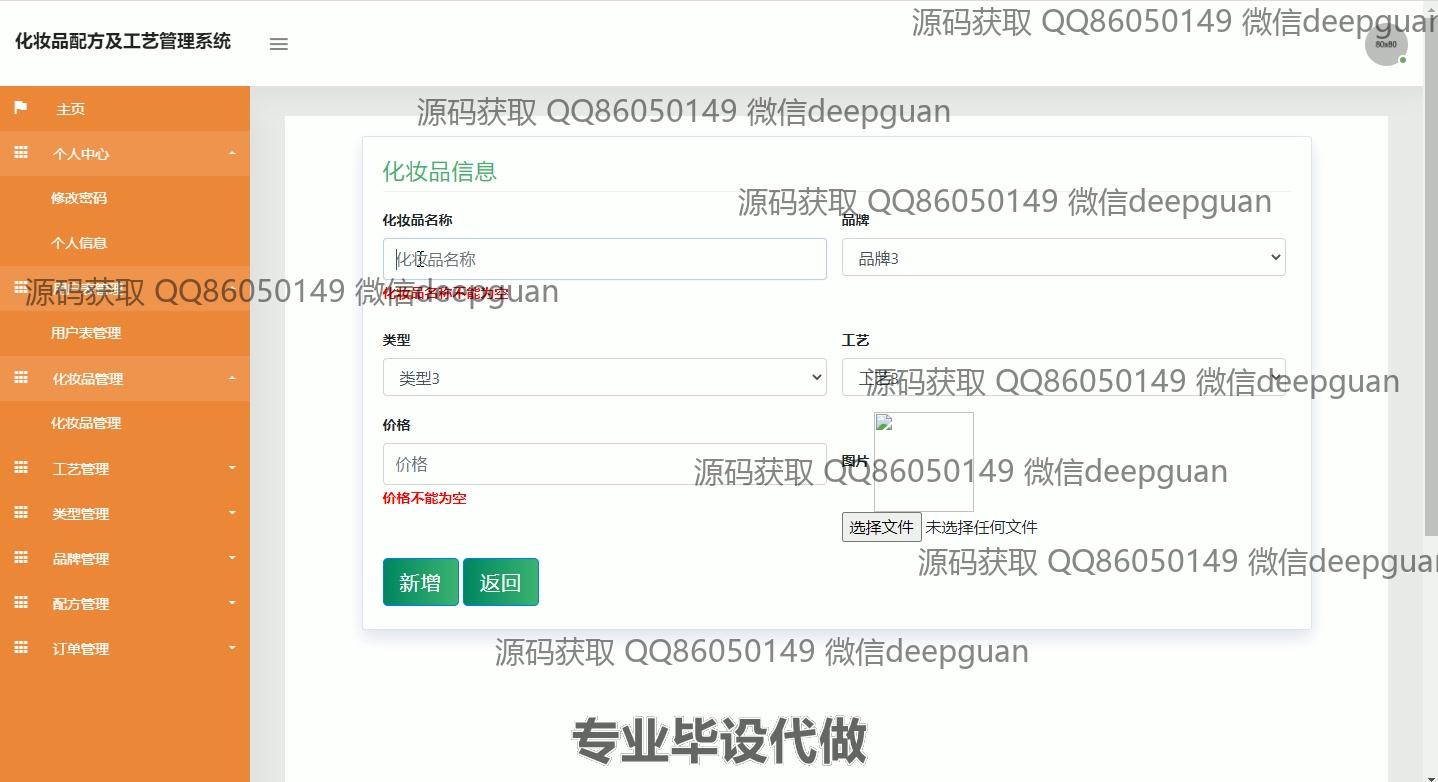 源码获取 QQ86050149 微信deepguan
化妆品配方及工艺管理系统
80x80
主页
源码获取 QQ86050149 微信deepguan
个人中心
化妆品信息
修改密码
源码获取 QQ86050149 微信deepguan
化妆品名称
品牌
个人信息
化妆品名称
品牌3
用户表管理
源码获取 QQ86050149 微信deepguan
化妆品名称不能为空
用户表管理
类型
工艺
化妆品管理
类型3
工艺3
源码获取 QQ86050149 微信deepguan
化妆品管理
价格
工艺管理
价格
图片
源码获取 QQ86050149 微信deepguan
价格不能为空
类型管理
选择文件 未选择任何文件
品牌管理
源码获取 QQ86050149 微信deepguan
新增
返回
配方管理
订单管理
源码获取 QQ86050149 微信deepguan
专业毕设代做